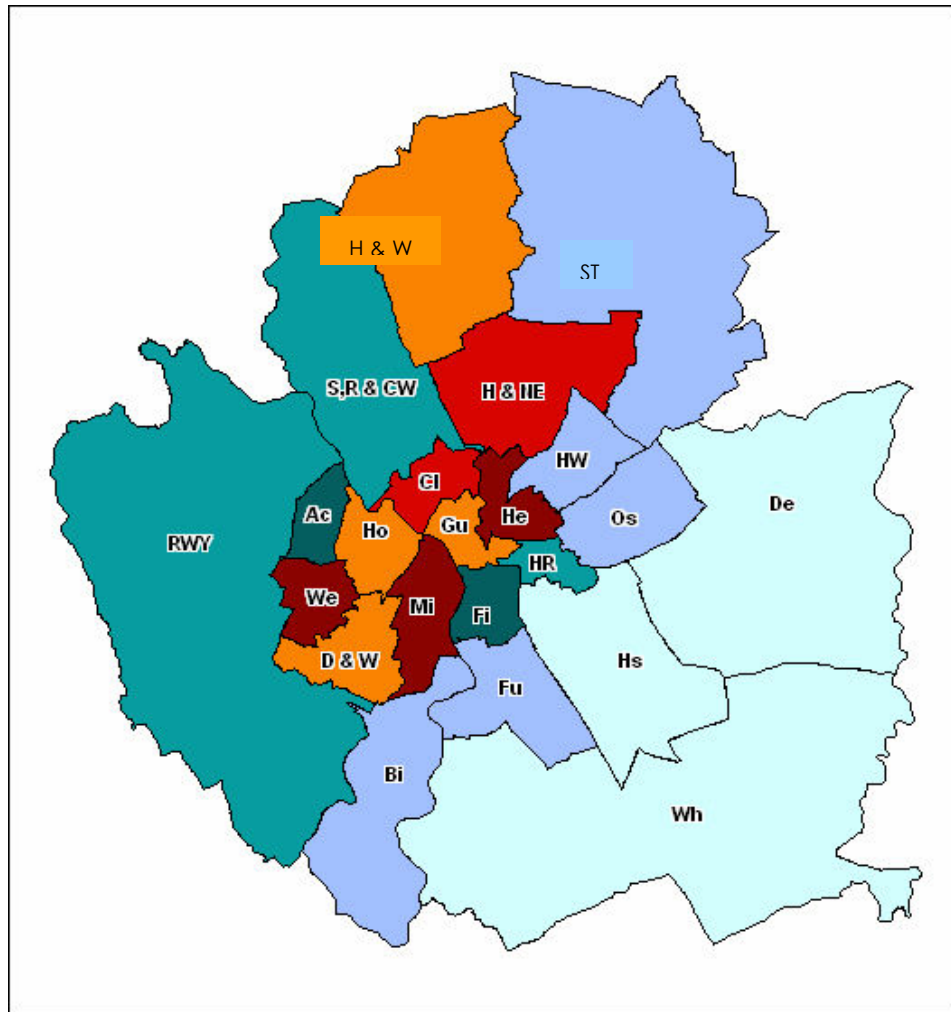 H & W
ST
S,R & CW
H & NE
HW
Cl
De
Ac
Ho
Gu
He
Os
RWY
HR
We
Mi
Fi
D & W
Hs
Fu
Bi
Wh